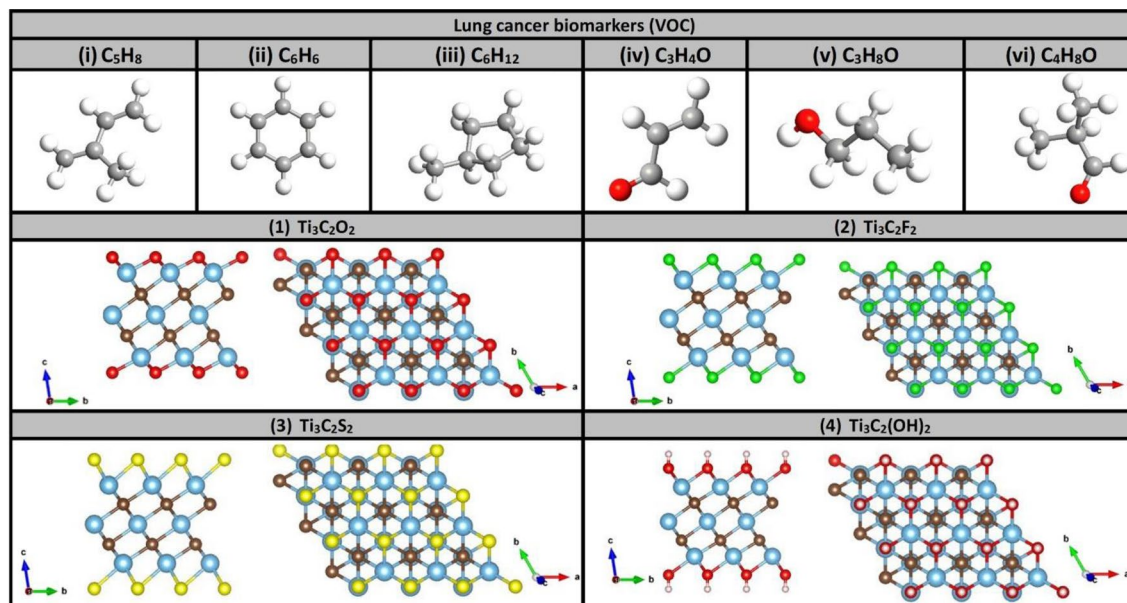 Lung cancer biomarkers (VOC)
(i) C₅H₈ (ii) C₆H₆ (iii) C₆H₁₂ (iv) C₃H₄O (v) C₃H₈O (vi) C₄H₈O
(1) Ti₃C₂O₂ (2) Ti₃C₂F₂
c b b a c c b b a c
(3) Ti₃C₂S₂ (4) Ti₃C₂(OH)₂
c b b a c c b b a c